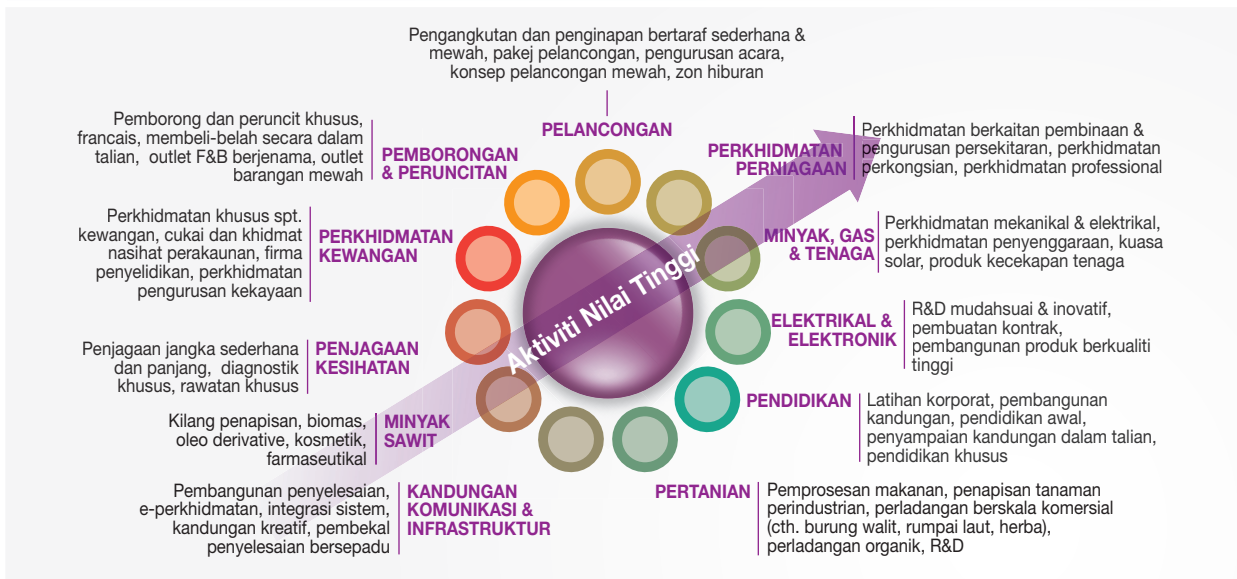 Pengangkutan dan penginapan bertaraf sederhana &
mewah, pakej pelancongan, pengurusan acara,
konsep pelancongan mewah, zon hiburan
PELANCONGAN
Pemborong dan peruncit khusus,
francais, membeli-belah secara dalam
talian, outlet F&B berjenama, outlet
barangan mewah
PEMBORONGAN
& PERUNCITAN
PERKHIDMATAN
PERNIAGAAN
Perkhidmatan berkaitan pembinaan &
pengurusan persekitaran, perkhidmatan
perkongsian, perkhidmatan professional
Perkhidmatan khusus spt.
kewangan, cukai dan khidmat
nasihat perakaunan, firma
penyelidikan, perkhidmatan
pengurusan kekayaan
PERKHIDMATAN
KEWANGAN
MINYAK, GAS
& TENAGA
Perkhidmatan mekanikal & elektrikal,
perkhidmatan penyenggaraan, kuasa
solar, produk kecekapan tenaga
Aktiviti Nilai Tinggi
ELEKTRIKAL &
ELEKTRONIK
R&D mudahsuai & inovatif,
pembuatan kontrak,
pembangunan produk berkualiti
tinggi
Penjagaan jangka sederhana
dan panjang, diagnostik
khusus, rawatan khusus
PENJAGAAN
KESIHATAN
PENDIDIKAN
Latihan korporat, pembangunan
kandungan, pendidikan awal,
penyampaian kandungan dalam talian,
pendidikan khusus
Kilang penapisan, biomas,
oleo derivative, kosmetik,
farmaseutikal
MINYAK
SAWIT
Pembangunan penyelesaian,
e-perkhidmatan, integrasi sistem,
kandungan kreatif, pembekal
penyelesaian bersepadu
KANDUNGAN
KOMUNIKASI &
INFRASTRUKTUR
PERTANIAN
Pemprosesan makanan, penapisan tanaman
perindustrian, perladangan berskala komersial
(cth. burung walit, rumpai laut, herba),
perladangan organik, R&D